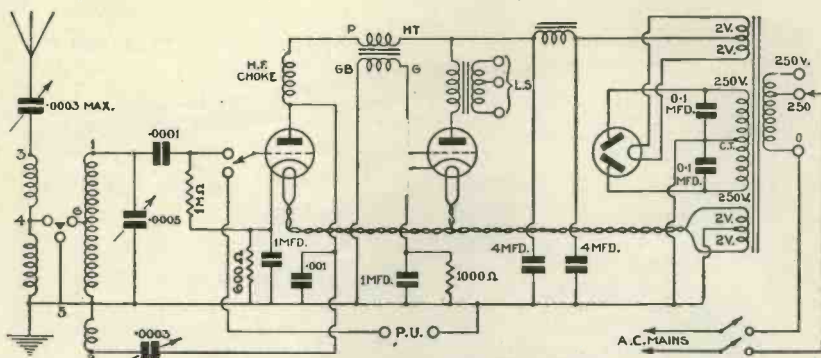 ·0003 MAX.
3
4
5
6
1
·0001
·0005
·0003
1MΩ
600Ω
1MFD.
·001
H.F.
CHOKE
P
HT
GB
G
L.S
1MFD.
1000Ω
4MFD.
4MFD.
P.U.
2V.
2V.
250V.
0·1
MFD.
C.T.
0·1
MFD.
250V.
2V.
2V.
250V.
250
0
A.C. MAINS